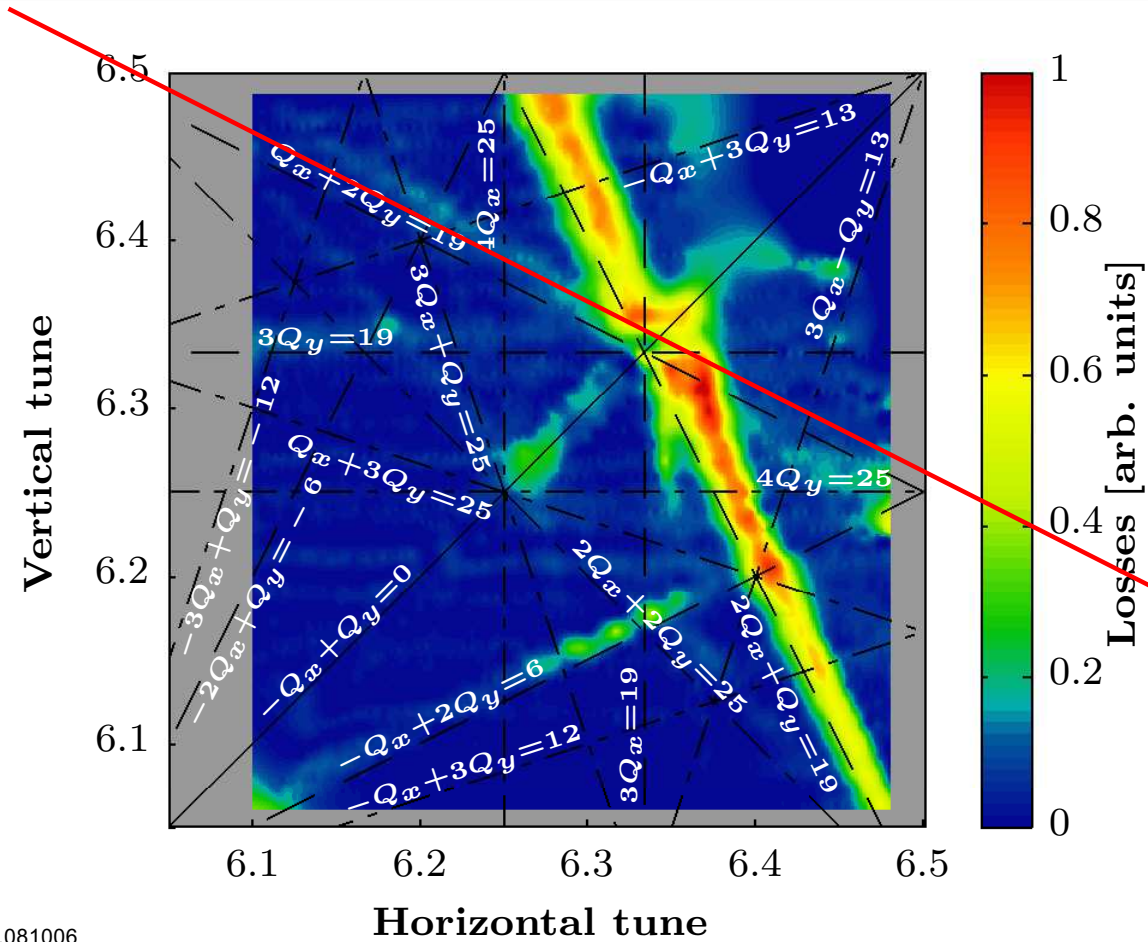 6.5
6.4
6.3
6.2
6.1
Vertical tune
6.1
6.2
6.3
6.4
6.5
Horizontal tune
Qx+2Qy=19
4Qx=25
−Qx+3Qy=13
3Qx−Qy=13
3Qy=19
3Qx+Qy=25
Qx+3Qy=25
4Qy=25
−3Qx+Qy=−12
−2Qx+Qy=−6
−Qx+Qy=0
2Qx+2Qy=25
2Qx+Qy=19
−Qx+2Qy=6
−Qx+3Qy=12
3Qx=19
1
0.8
0.6
0.4
0.2
0
Losses [arb. units]
081006